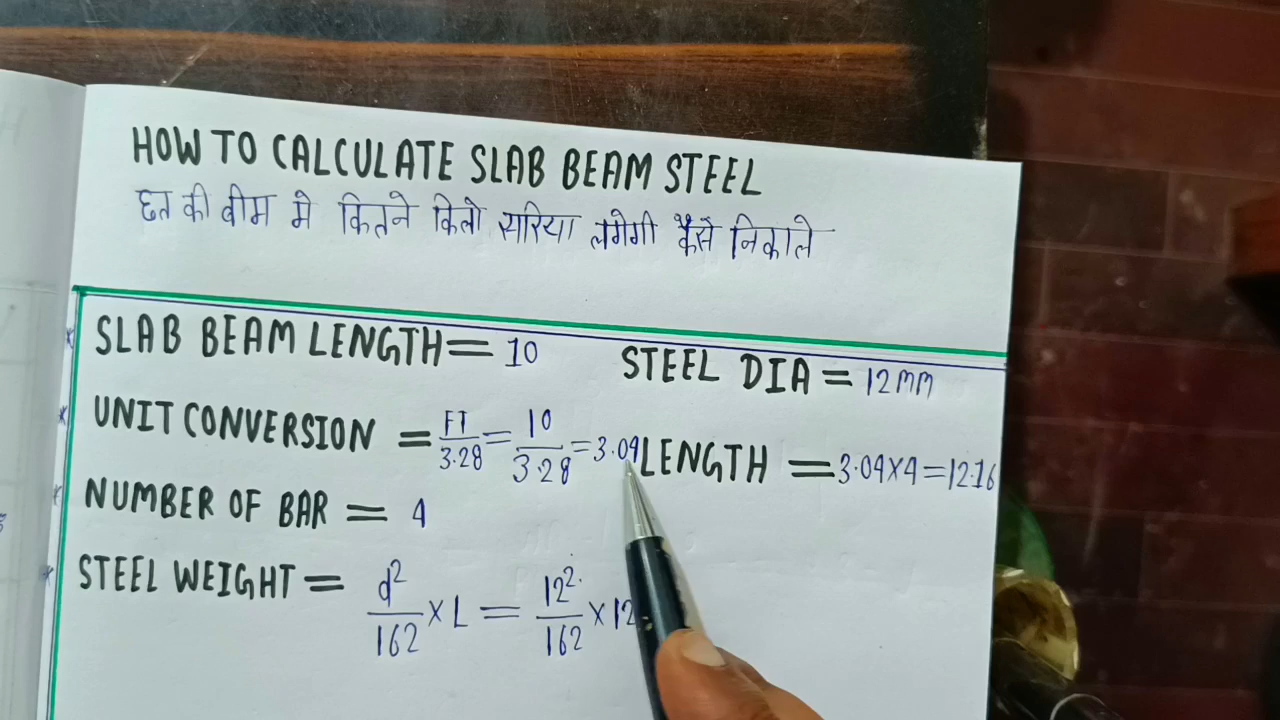 HOW TO CALCULATE SLAB BEAM STEEL
छत की बीम मे कितने किलो सरिया लगेगी कैसे निकाले
SLAB BEAM LENGTH = 10 STEEL DIA = 12MM
UNIT CONVERSION = FT/3.28 = 10/3.28 = 3.04 LENGTH = 3.04×4 = 12.16
NUMBER OF BAR = 4
STEEL WEIGHT = d²/162 × L = 12²/162 × 12